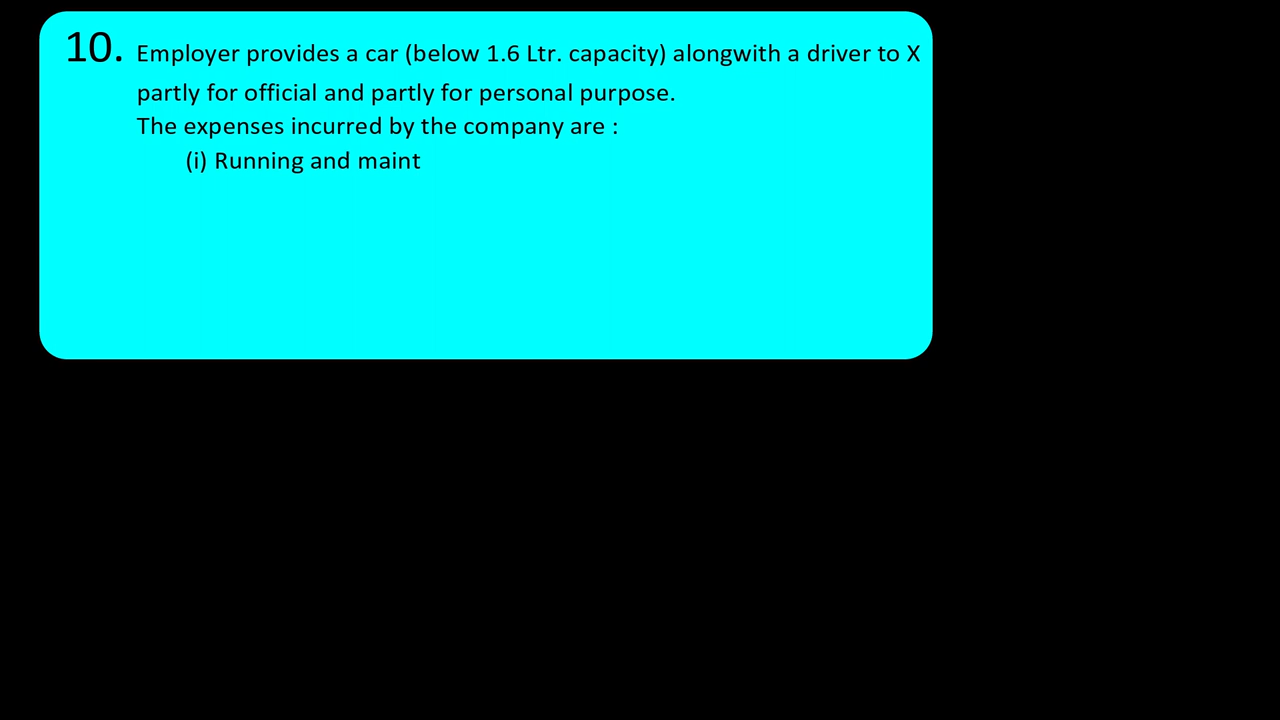 10. Employer provides a car (below 1.6 Ltr. capacity) alongwith a driver to X
partly for official and partly for personal purpose.
The expenses incurred by the company are :
(i) Running and maint